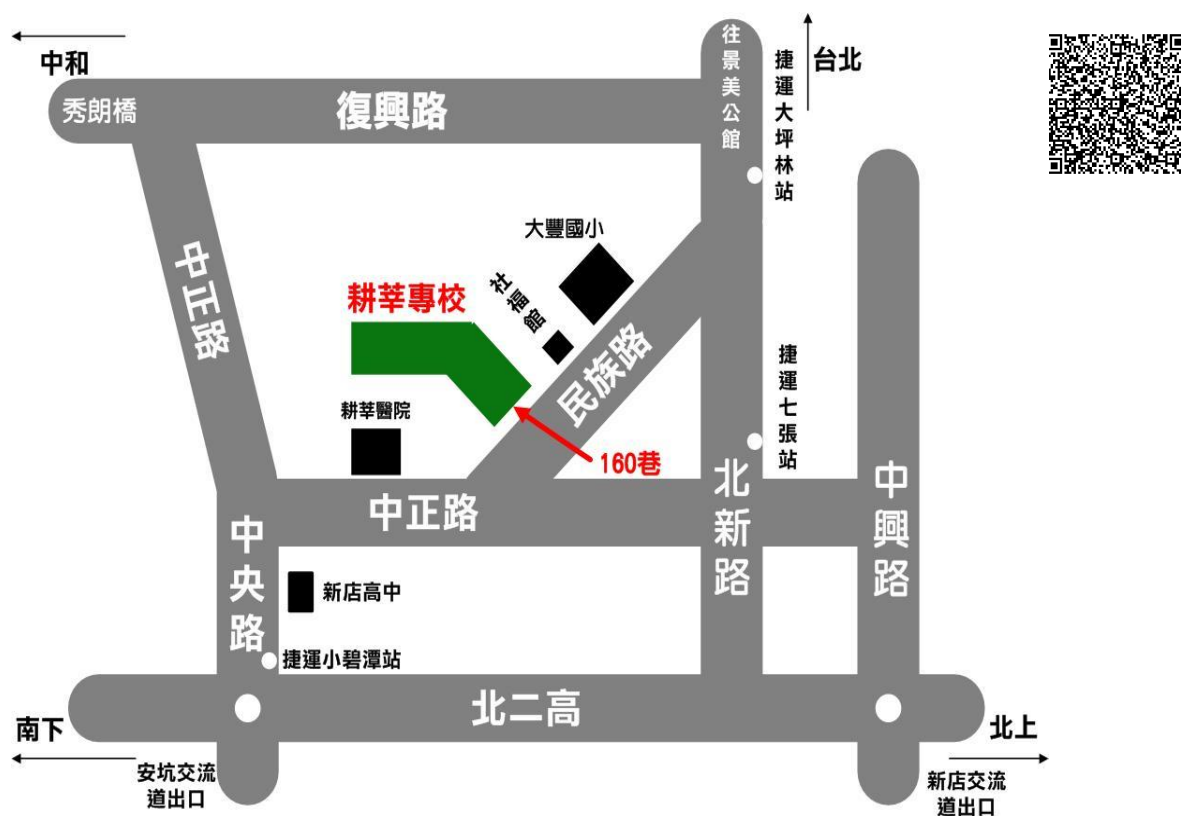 中和
台北
秀朗橋
復興路
往景美公館
捷運大坪林站
中正路
大豐國小
社福館
耕莘專校
民族路
捷運七張站
耕莘醫院
160巷
中正路
北新路
中興路
中央路
新店高中
捷運小碧潭站
北二高
南下
北上
安坑交流
道出口
新店交流
道出口